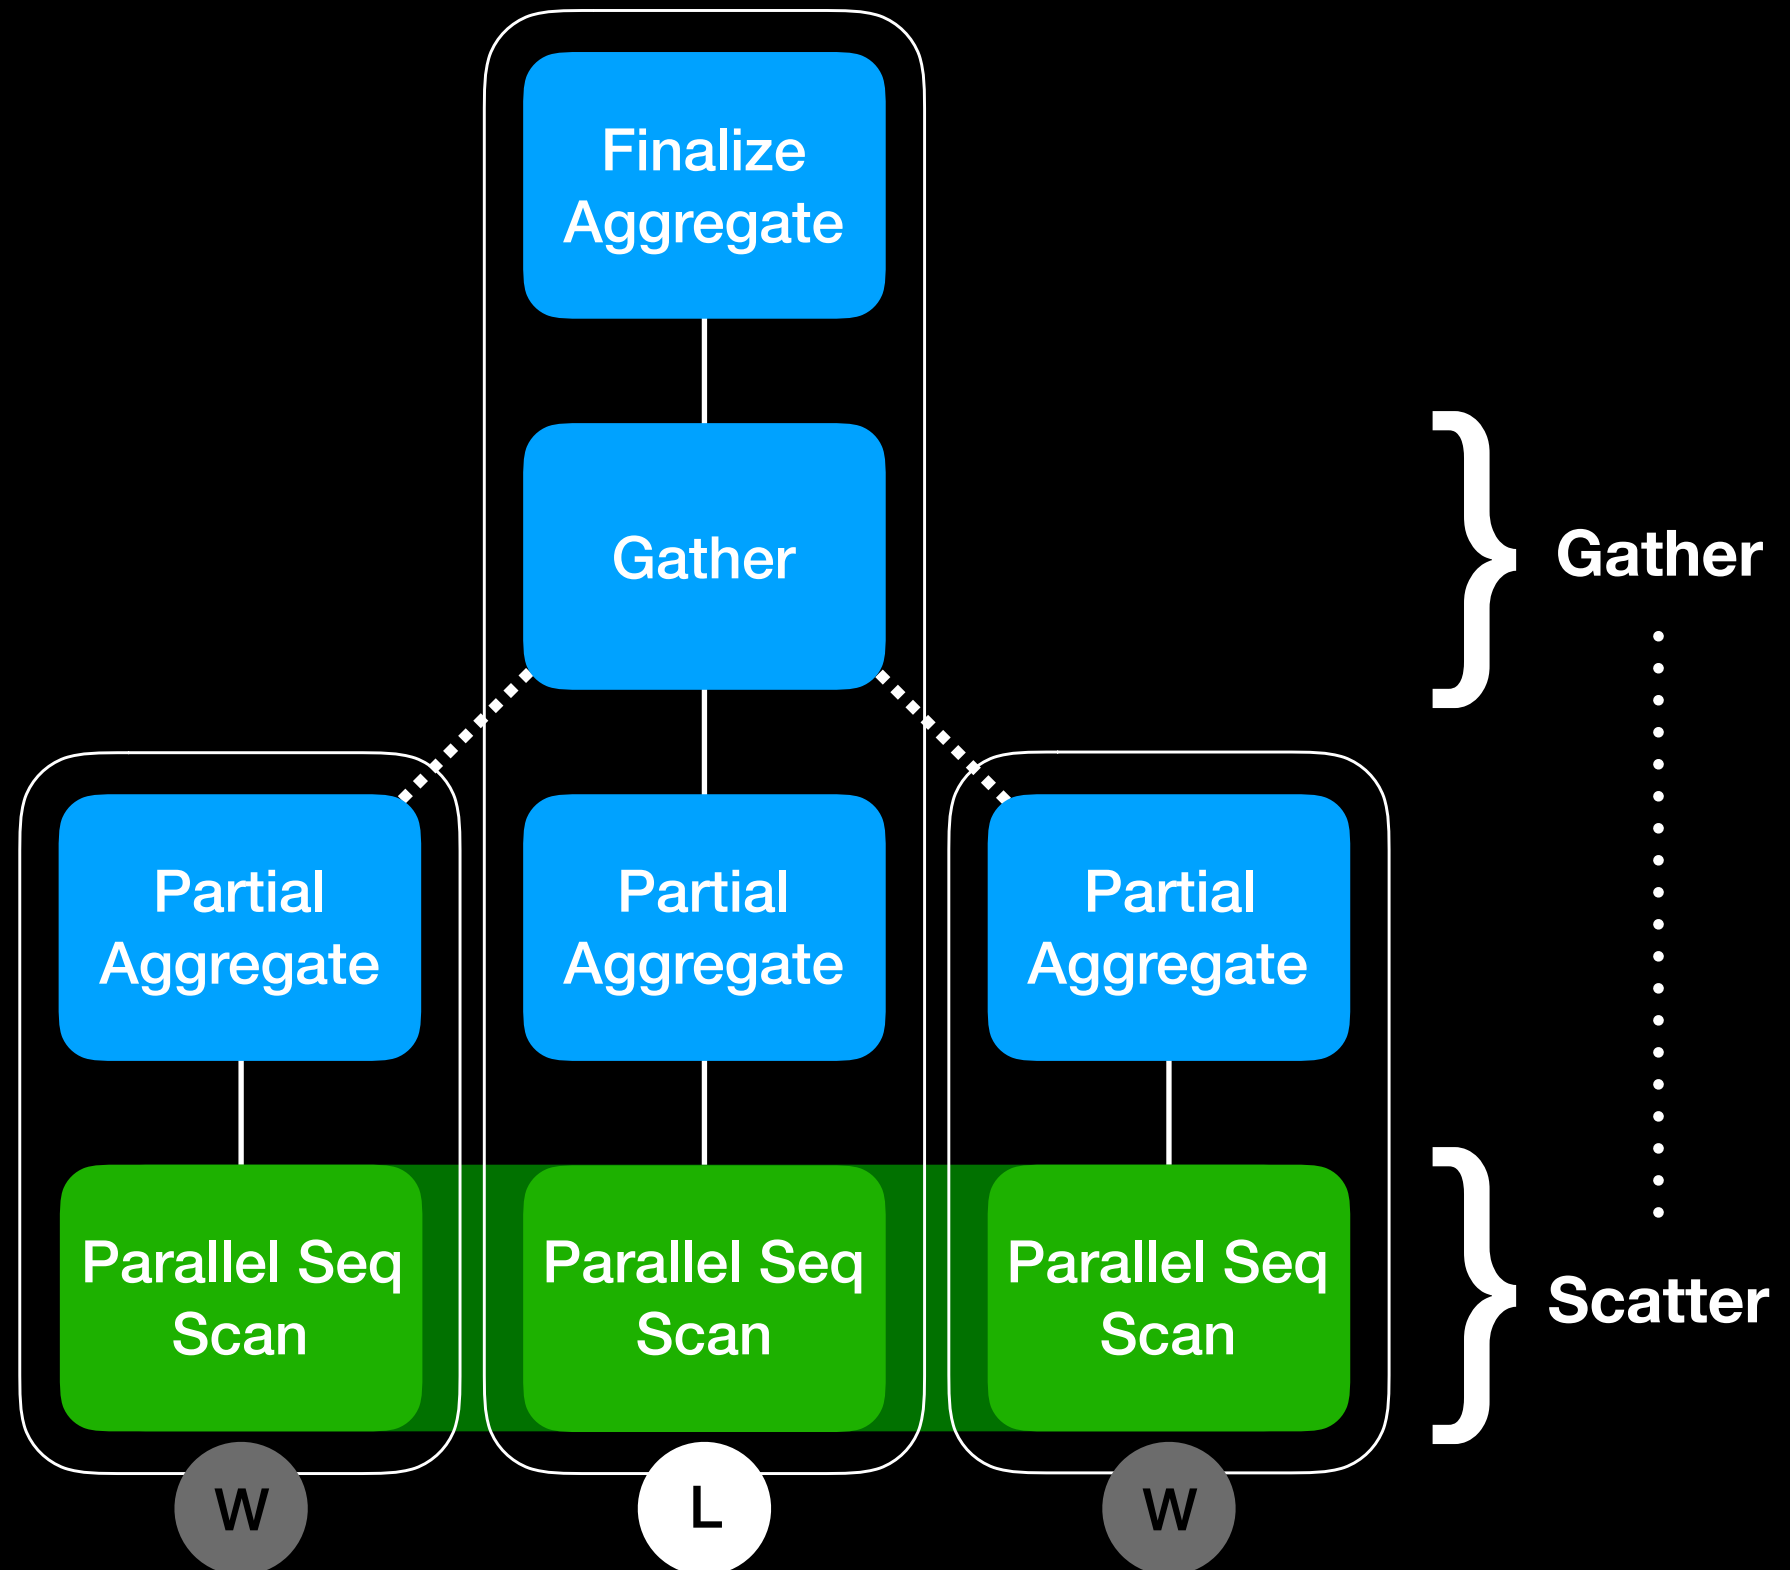 Finalize
Aggregate
Gather
Gather
Partial
Aggregate
Partial
Aggregate
Partial
Aggregate
Parallel Seq
Scan
Parallel Seq
Scan
Parallel Seq
Scan
Scatter
W
L
W